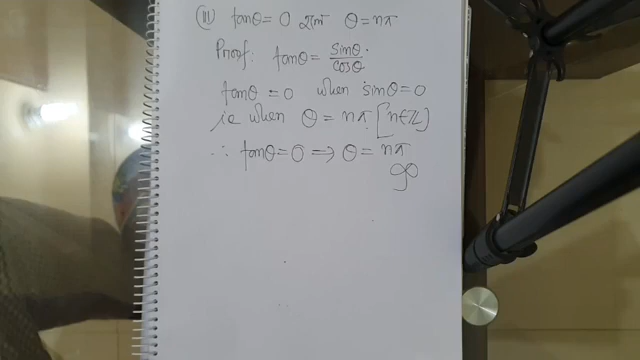 (iii) tanθ = 0 হলে θ = nπ
Proof: tanθ = sinθ/cosθ.
tanθ = 0 when sinθ = 0
ie when θ = nπ [n∈ℤ]
∴ tanθ = 0 ⟹ θ = nπ